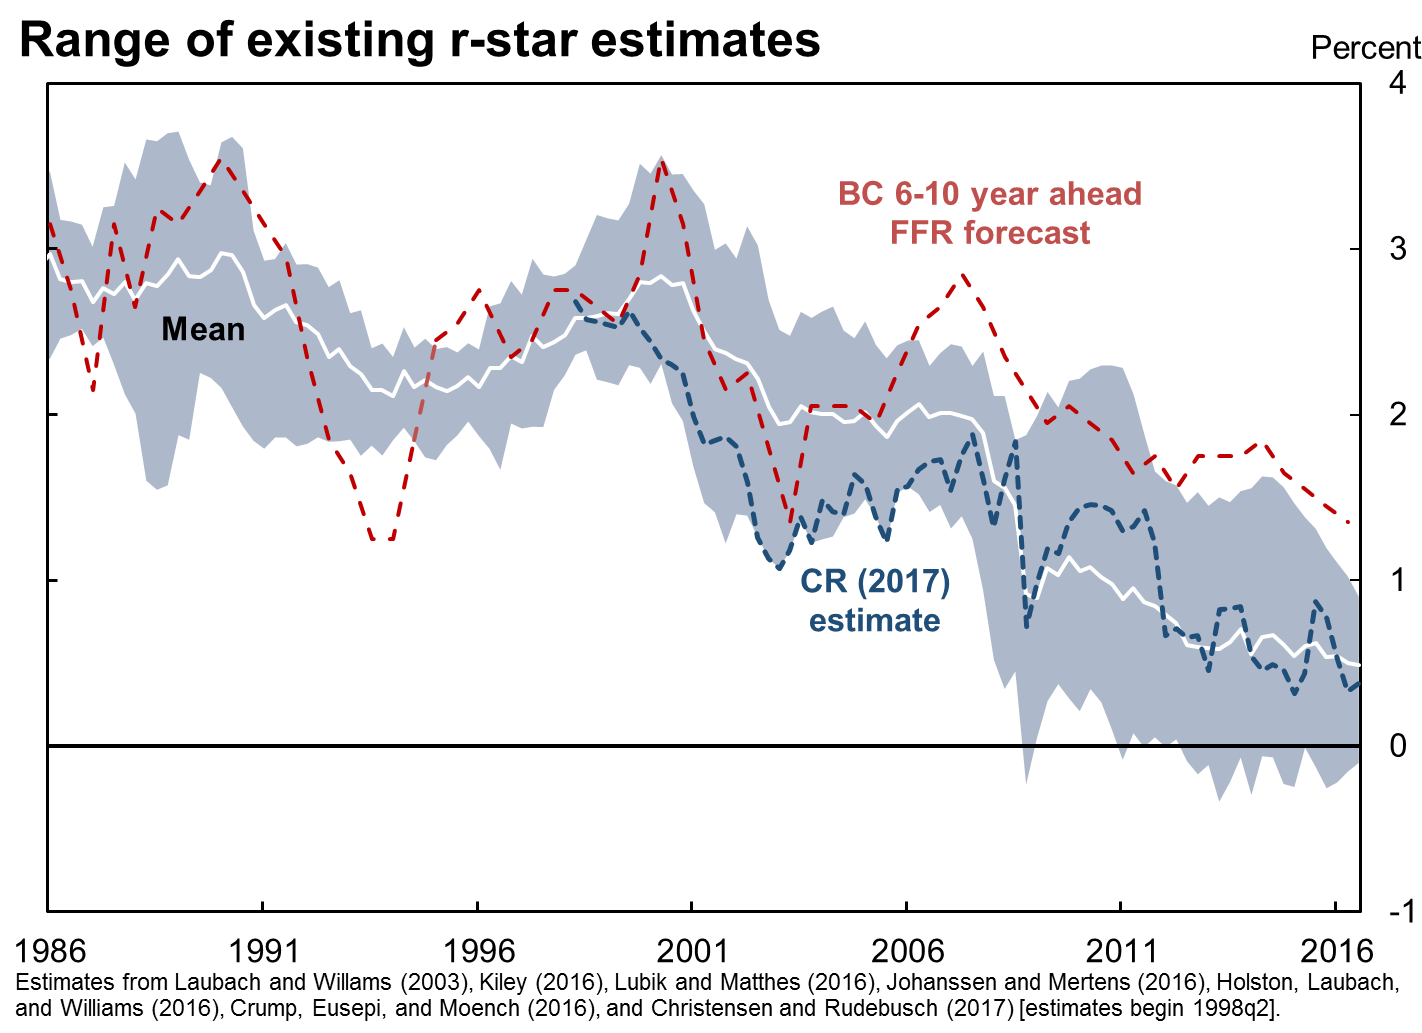 Range of existing r-star estimates
Percent
4
BC 6-10 year ahead
FFR forecast
3
Mean
2
CR (2017)
estimate
1
0
-1
1986 1991 1996 2001 2006 2011 2016
Estimates from Laubach and Willams (2003), Kiley (2016), Lubik and Matthes (2016), Johanssen and Mertens (2016), Holston, Laubach,
and Williams (2016), Crump, Eusepi, and Moench (2016), and Christensen and Rudebusch (2017) [estimates begin 1998q2].